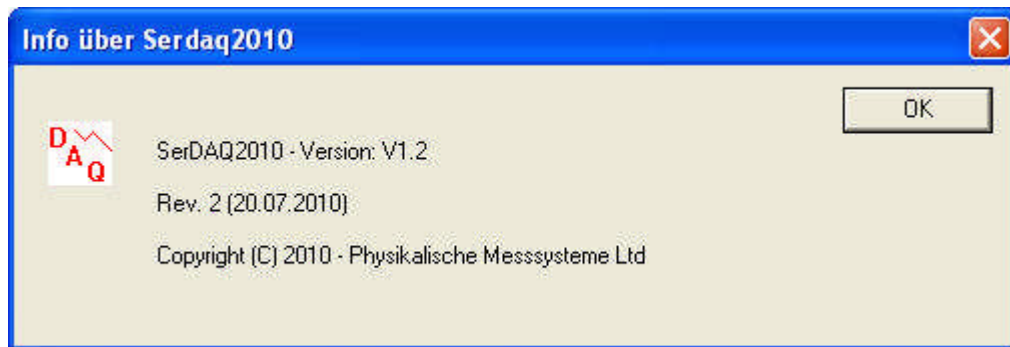 Info über Serdaq2010
OK
DAQ
SerDAQ2010 - Version: V1.2
Rev. 2 (20.07.2010)
Copyright (C) 2010 - Physikalische Messsysteme Ltd